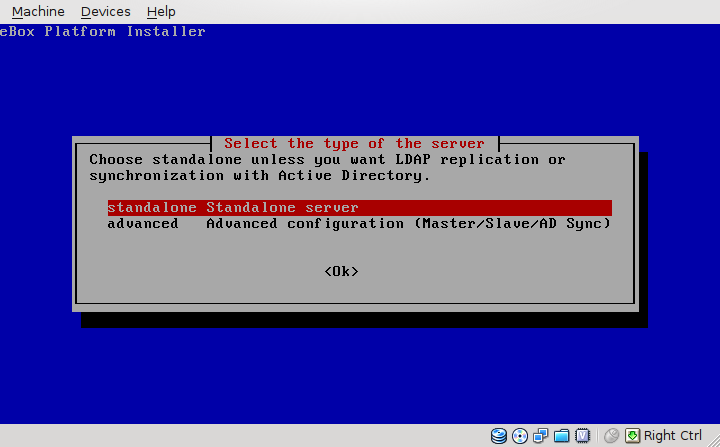 Machine Devices Help
eBox Platform Installer
Select the type of the server
Choose standalone unless you want LDAP replication or
synchronization with Active Directory.
standalone Standalone server
advanced Advanced configuration (Master/Slave/AD Sync)
<Ok>
Right Ctrl